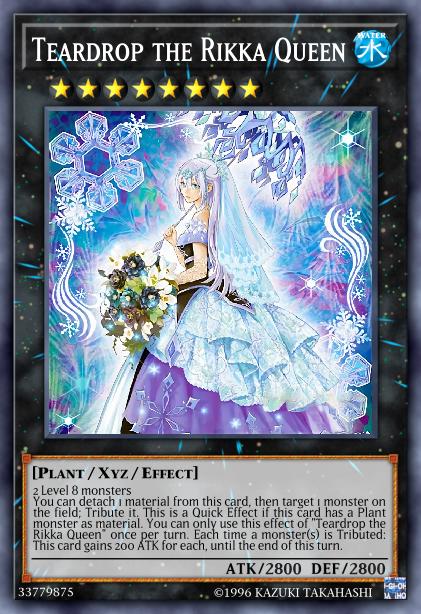 TEARDROP THE RIKKA QUEEN
WATER
水
[PLANT / XYZ / EFFECT]
2 Level 8 monsters
You can detach 1 material from this card, then target 1 monster on
the field; Tribute it. This is a Quick Effect if this card has a Plant
monster as material. You can only use this effect of "Teardrop the
Rikka Queen" once per turn. Each time a monster(s) is Tributed:
This card gains 200 ATK for each, until the end of this turn.
ATK/2800 DEF/2800
33779875 ©1996 KAZUKI TAKAHASHI